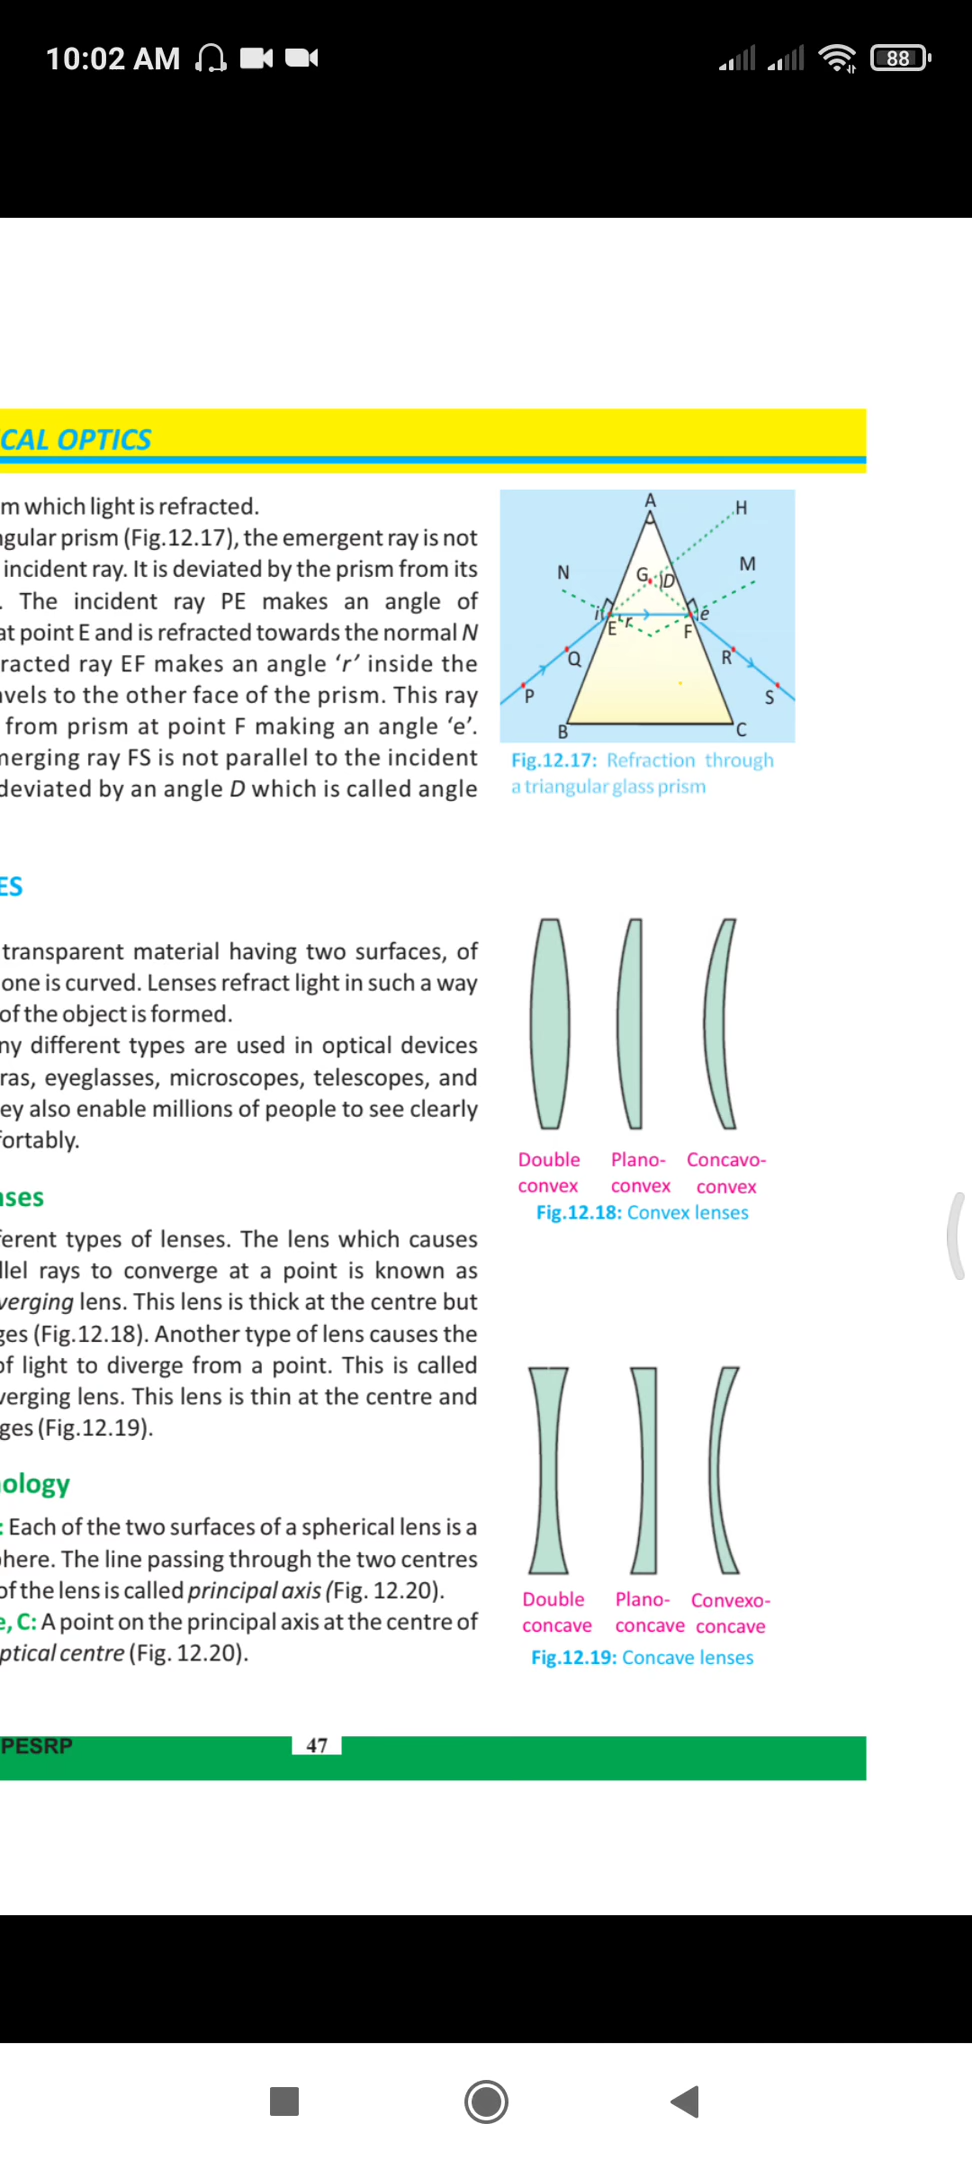 10:02 AM
88
CAL OPTICS
m which light is refracted.
gular prism (Fig.12.17), the emergent ray is not
incident ray. It is deviated by the prism from its
. The incident ray PE makes an angle of
at point E and is refracted towards the normal N
racted ray EF makes an angle ‘r’ inside the
vels to the other face of the prism. This ray
from prism at point F making an angle ‘e’.
erging ray FS is not parallel to the incident
deviated by an angle D which is called angle
A
H
N
G
D
M
i
E
r
F
e
Q
R
P
S
B
C
Fig.12.17: Refraction through
a triangular glass prism
ES
transparent material having two surfaces, of
one is curved. Lenses refract light in such a way
of the object is formed.
ny different types are used in optical devices
ras, eyeglasses, microscopes, telescopes, and
ey also enable millions of people to see clearly
fortably.
Double Plano- Concavo-
convex convex convex
Fig.12.18: Convex lenses
nses
ferent types of lenses. The lens which causes
llel rays to converge at a point is known as
verging lens. This lens is thick at the centre but
ges (Fig.12.18). Another type of lens causes the
of light to diverge from a point. This is called
verging lens. This lens is thin at the centre and
ges (Fig.12.19).
ology
: Each of the two surfaces of a spherical lens is a
here. The line passing through the two centres
of the lens is called principal axis (Fig. 12.20).
e, C: A point on the principal axis at the centre of
ptical centre (Fig. 12.20).
Double Plano- Convexo-
concave concave concave
Fig.12.19: Concave lenses
PESRP
47